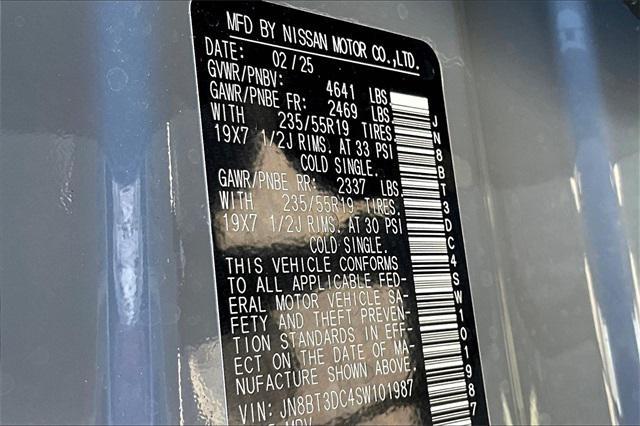 MFD BY NISSAN MOTOR CO.,LTD.
DATE: 02/25
GVWR/PNBV: 4641 LBS
GAWR/PNBE FR: 2469 LBS
WITH 235/55R19 TIRES.
19X7 1/2J RIMS. AT 33 PSI
COLD SINGLE.
GAWR/PNBE RR: 2337 LBS
WITH 235/55R19 TIRES.
19X7 1/2J RIMS. AT 30 PSI
COLD SINGLE.
THIS VEHICLE CONFORMS
TO ALL APPLICABLE FED-
ERAL MOTOR VEHICLE SA-
FETY AND THEFT PREVEN-
TION STANDARDS IN EFF-
ECT ON THE DATE OF MA-
NUFACTURE SHOWN ABOVE.
VIN: JN8BT3DC4SW101987
JN8BT3DC4SW101987